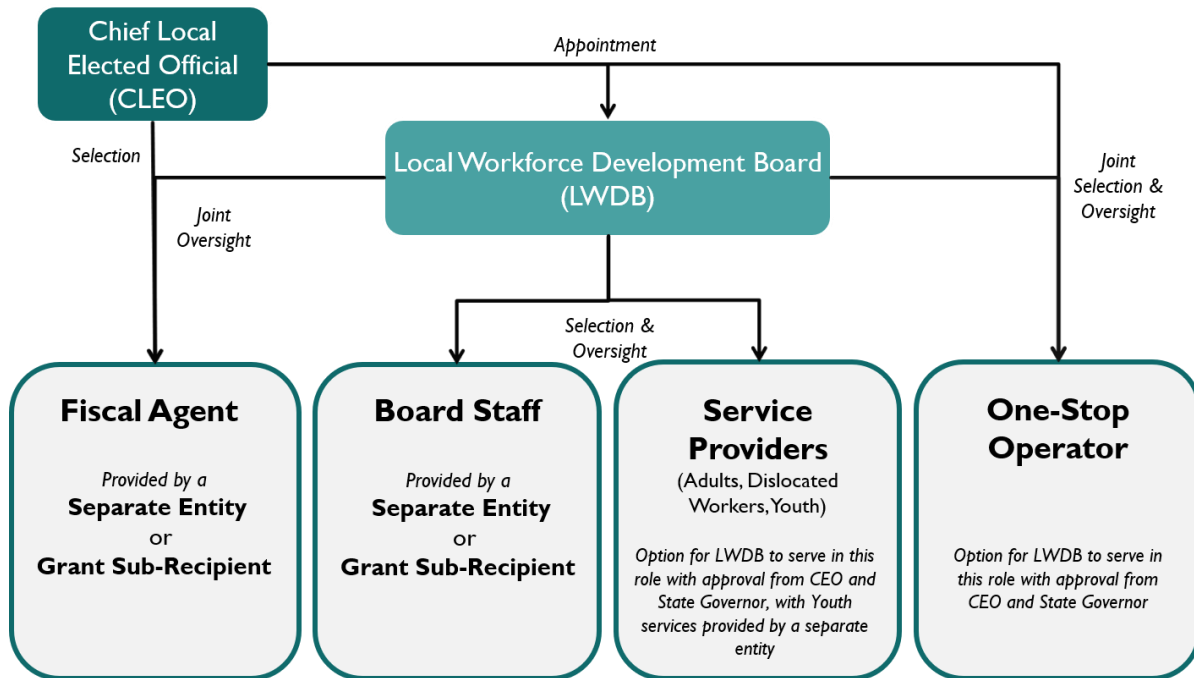 Chief Local
Elected Official
(CLEO)
Appointment
Selection
Local Workforce Development Board
(LWDB)
Joint
Selection &
Oversight
Joint
Oversight
Selection &
Oversight
Fiscal Agent
Provided by a
Separate Entity
or
Grant Sub-Recipient
Board Staff
Provided by a
Separate Entity
or
Grant Sub-Recipient
Service
Providers
(Adults, Dislocated
Workers, Youth)
Option for LWDB to serve in this
role with approval from CEO and
State Governor, with Youth
services provided by a separate
entity
One-Stop
Operator
Option for LWDB to serve in
this role with approval from
CEO and State Governor